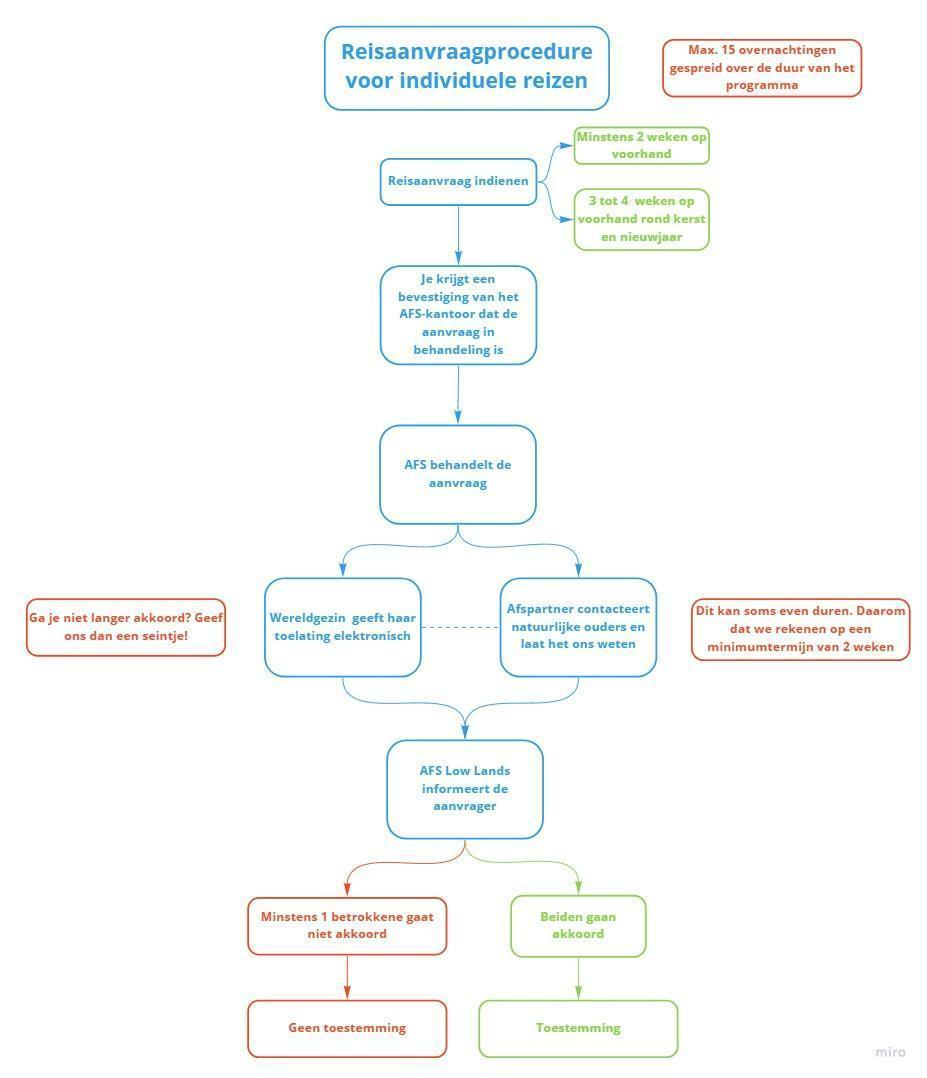 Reisaanvraagprocedure
voor individuele reizen
Max. 15 overnachtingen
gespreid over de duur van het
programma
Minstens 2 weken op
voorhand
Reisaanvraag indienen
3 tot 4 weken op
voorhand rond kerst
en nieuwjaar
Je krijgt een
bevestiging van het
AFS-kantoor dat de
aanvraag in
behandeling is
AFS behandelt de
aanvraag
Ga je niet langer akkoord? Geef
ons dan een seintje!
Wereldgezin geeft haar
toelating elektronisch
Afspartner contacteert
natuurlijke ouders en
laat het ons weten
Dit kan soms even duren. Daarom
dat we rekenen op een
minimumtermijn van 2 weken
AFS Low Lands
informeert de
aanvrager
Minstens 1 betrokkene gaat
niet akkoord
Beiden gaan
akkoord
Geen toestemming
Toestemming
miro